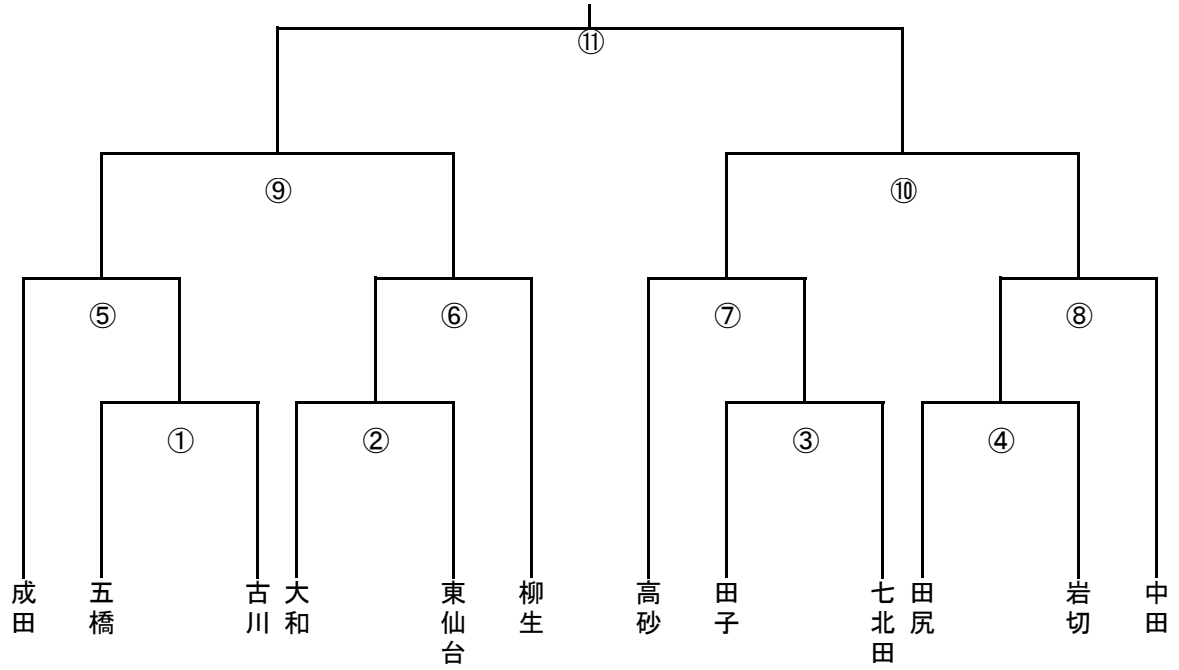 ⑪
⑨
⑩
⑤
⑥
⑦
⑧
①
②
③
④
成田
五橋
古川
大和
東仙台
柳生
高砂
田子
七北田
田尻
岩切
中田